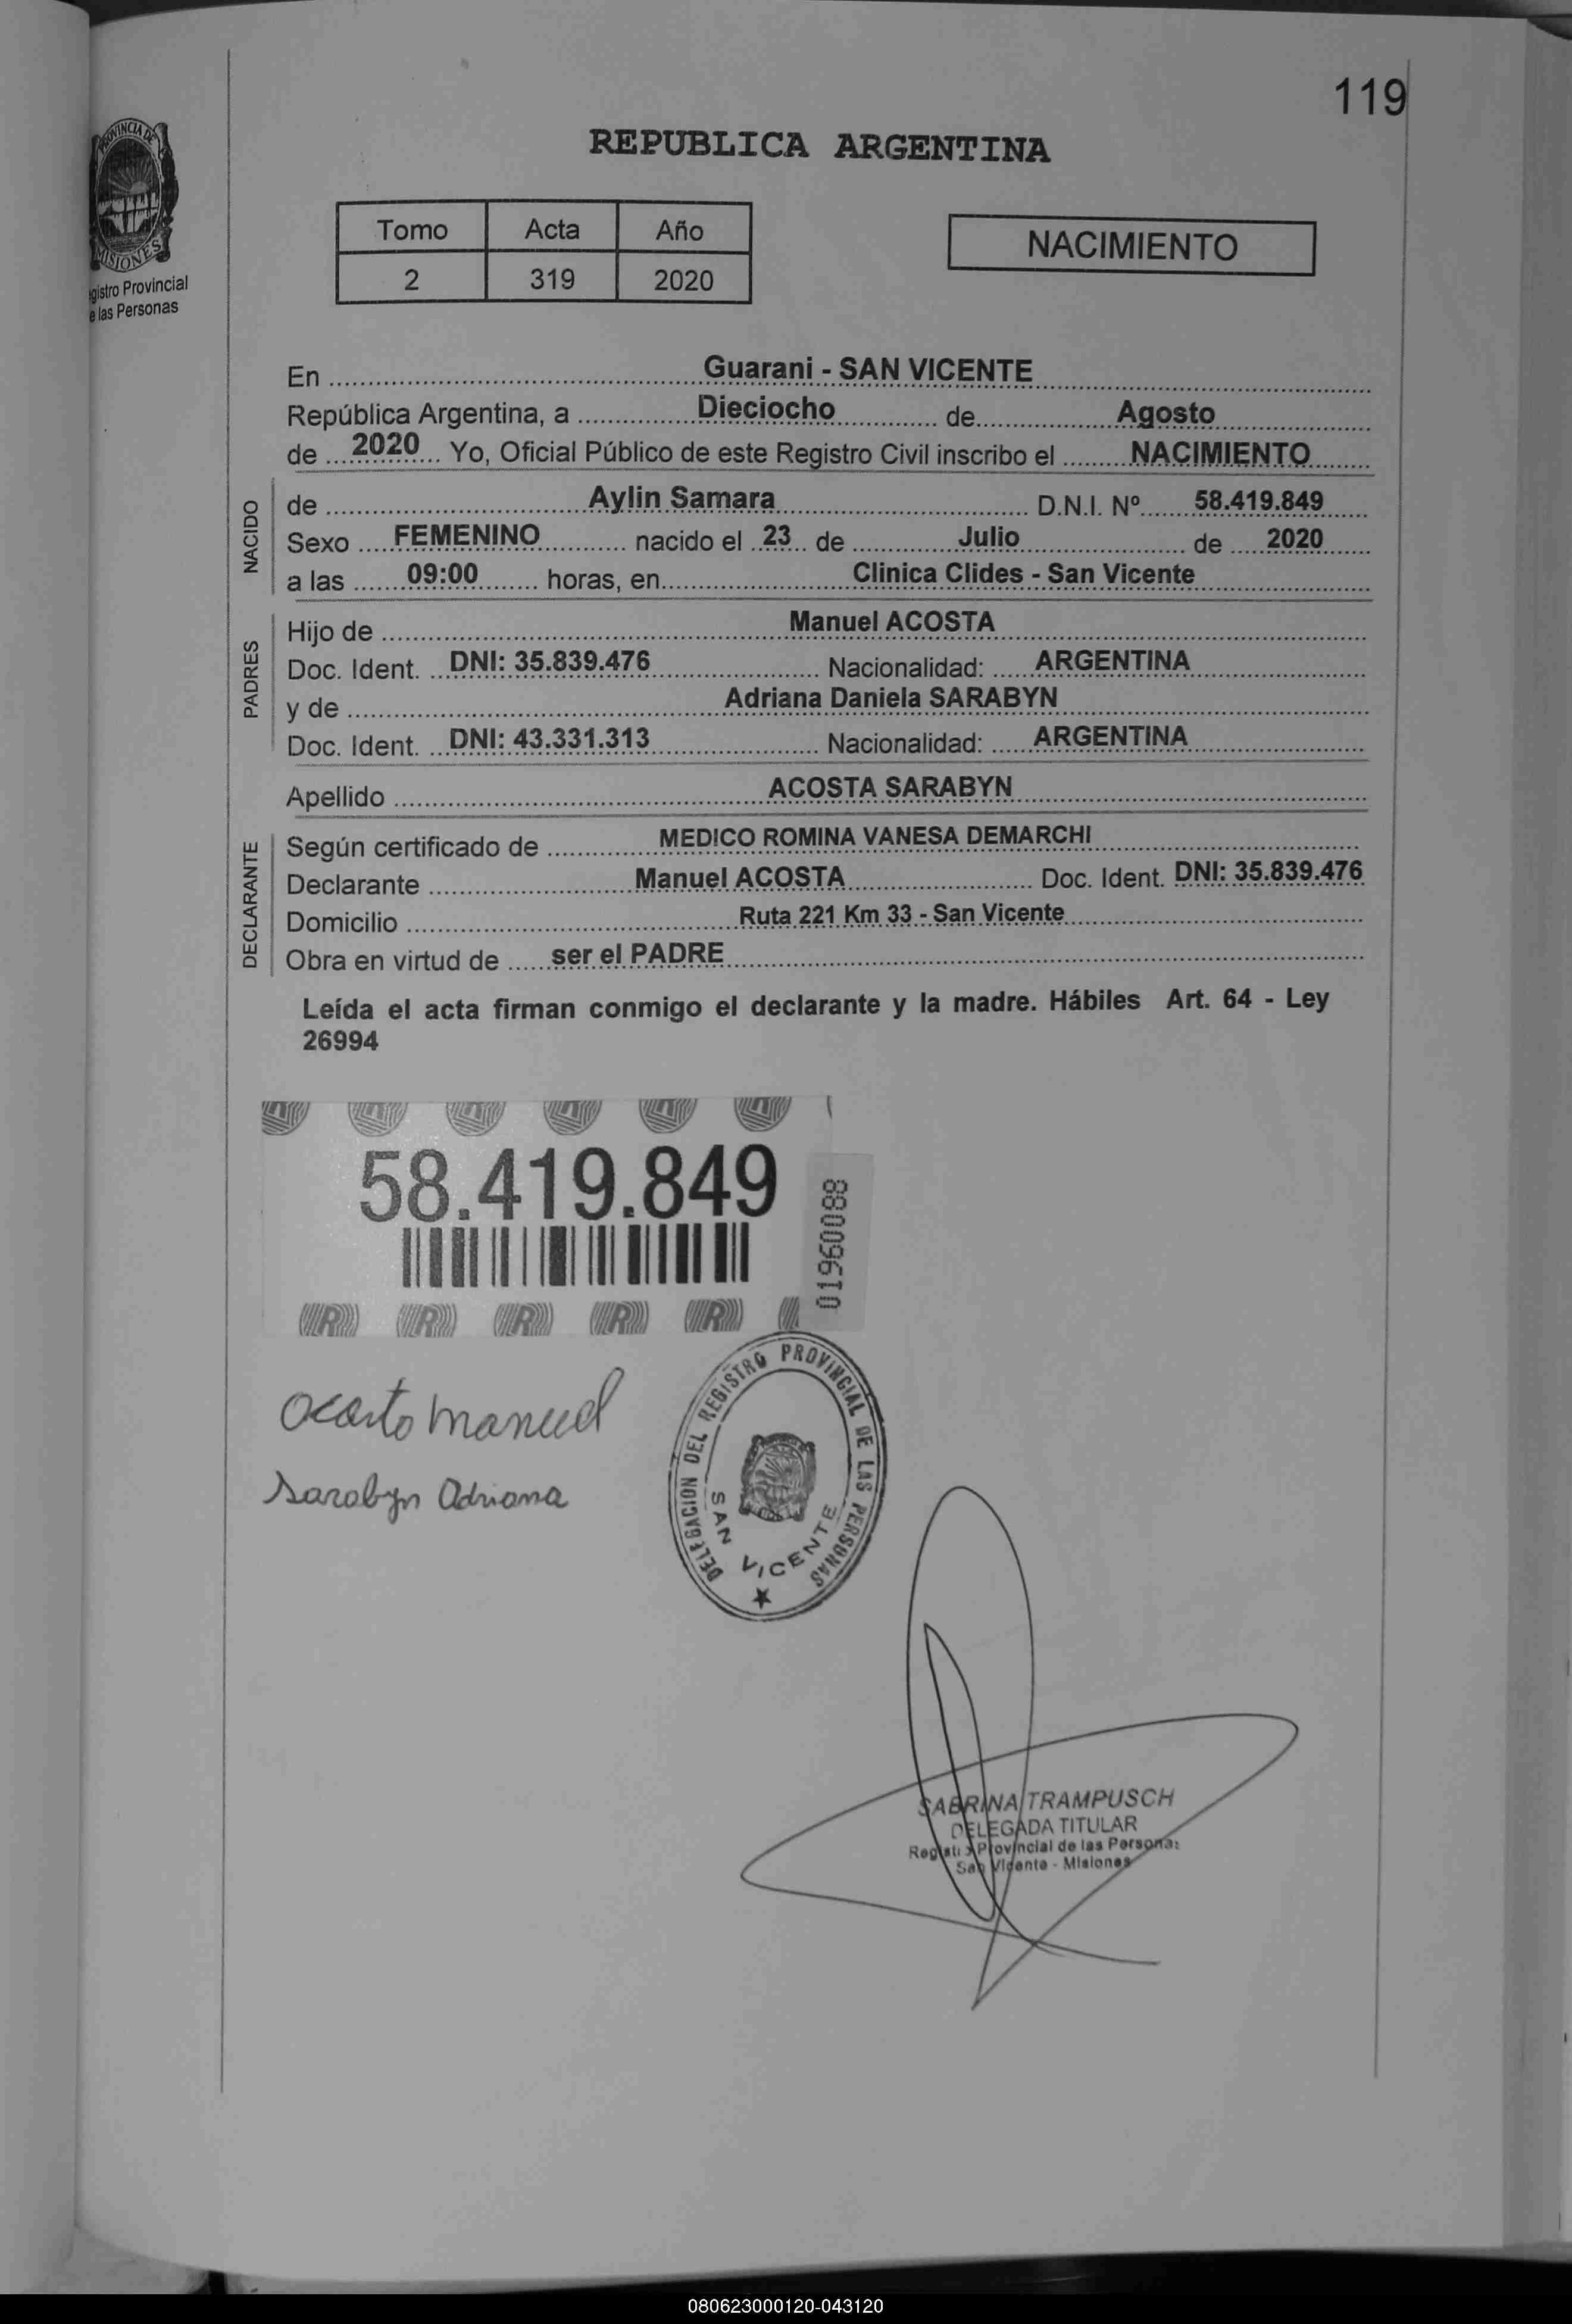 119
PROVINCIA DE
MISIONES
gistro Provincial
e las Personas
REPUBLICA ARGENTINA
Tomo Acta Año
2 319 2020
NACIMIENTO
En Guarani - SAN VICENTE
República Argentina, a Dieciocho de Agosto
de 2020 Yo, Oficial Público de este Registro Civil inscribo el NACIMIENTO
NACIDO
de Aylin Samara D.N.I. Nº 58.419.849
Sexo FEMENINO nacido el 23 de Julio de 2020
a las 09:00 horas, en Clinica Clides - San Vicente
PADRES
Hijo de Manuel ACOSTA
Doc. Ident. DNI: 35.839.476 Nacionalidad: ARGENTINA
y de Adriana Daniela SARABYN
Doc. Ident. DNI: 43.331.313 Nacionalidad: ARGENTINA
Apellido ACOSTA SARABYN
DECLARANTE
Según certificado de MEDICO ROMINA VANESA DEMARCHI
Declarante Manuel ACOSTA Doc. Ident. DNI: 35.839.476
Domicilio Ruta 221 Km 33 - San Vicente
Obra en virtud de ser el PADRE
Leída el acta firman conmigo el declarante y la madre. Hábiles Art. 64 - Ley
26994
58.419.849
01960088
Acosta Manuel
Sarabyn Adriana
DELEGACION DEL REGISTRO PROVINCIAL DE LAS PERSONAS
SAN VICENTE
SABRINA TRAMPUSCH
DELEGADA TITULAR
Registro Provincial de las Personas
San Vicente - Misiones
080623000120-043120